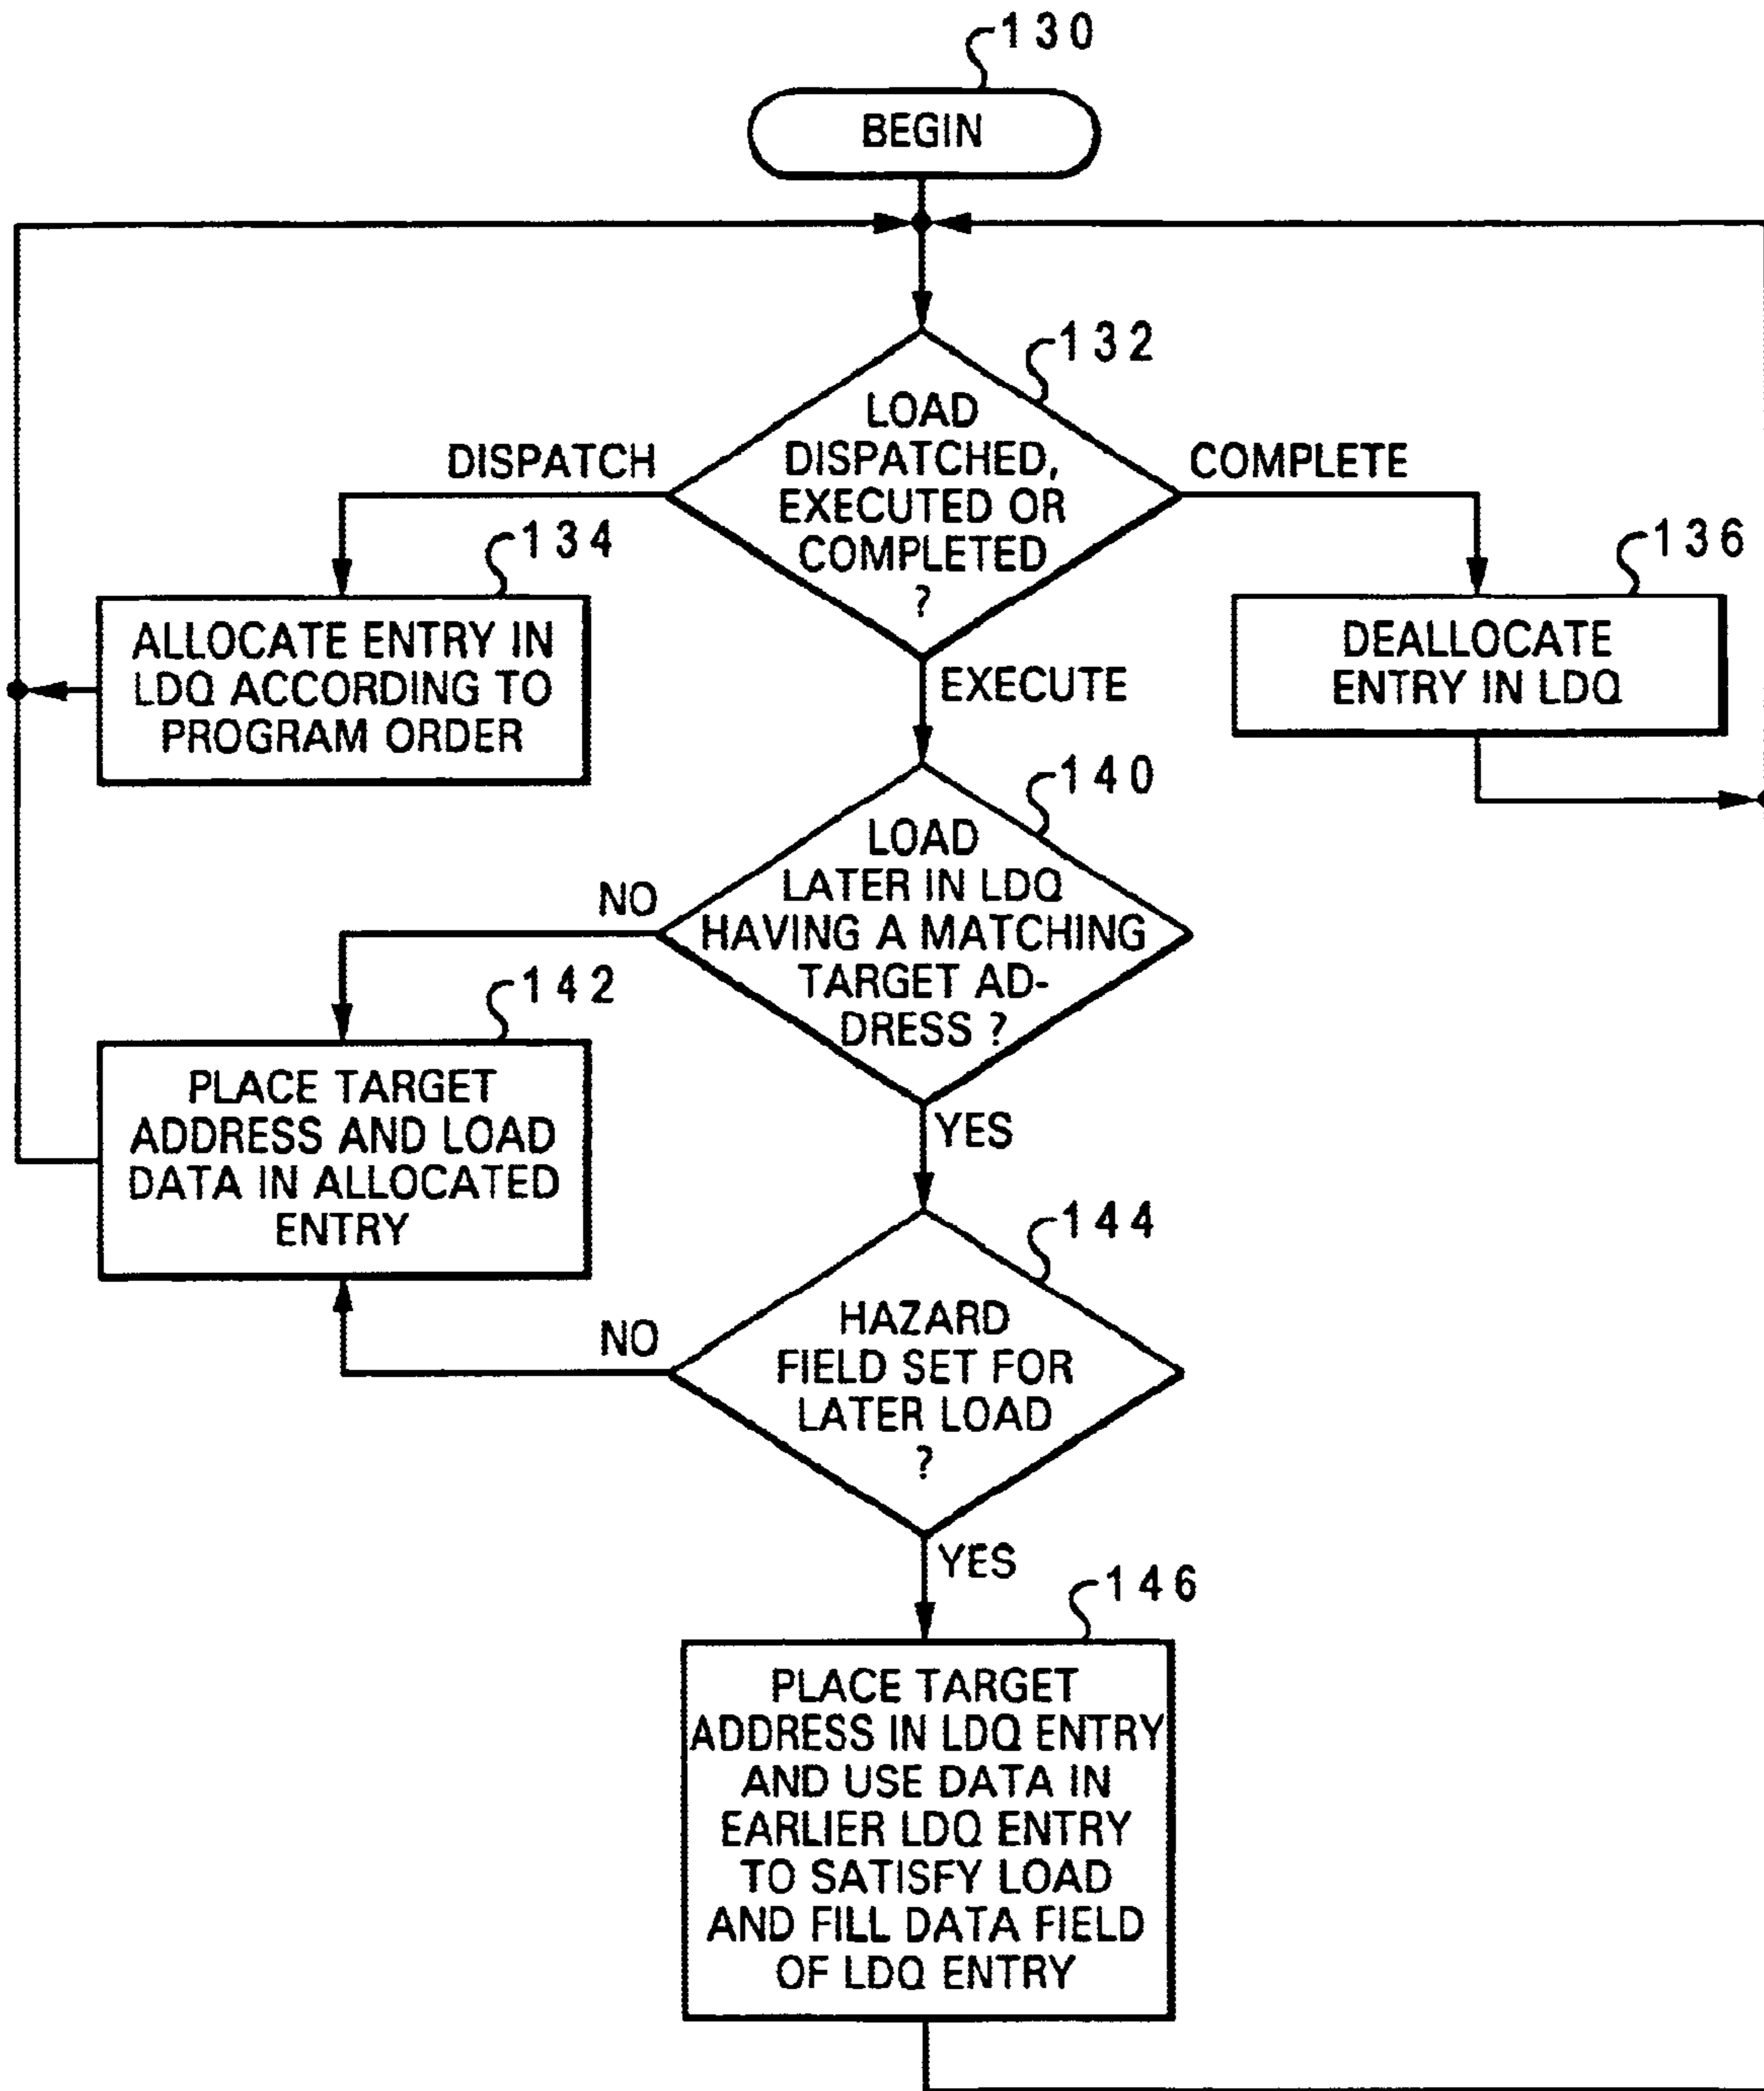 130
BEGIN
132
LOAD
DISPATCHED,
EXECUTED OR
COMPLETED
?
DISPATCH
COMPLETE
EXECUTE
134
ALLOCATE ENTRY IN
LDQ ACCORDING TO
PROGRAM ORDER
136
DEALLOCATE
ENTRY IN LDQ
140
LOAD
LATER IN LDQ
HAVING A MATCHING
TARGET AD-
DRESS ?
NO
YES
142
PLACE TARGET
ADDRESS AND LOAD
DATA IN ALLOCATED
ENTRY
144
HAZARD
FIELD SET FOR
LATER LOAD
?
NO
YES
146
PLACE TARGET
ADDRESS IN LDQ ENTRY
AND USE DATA IN
EARLIER LDQ ENTRY
TO SATISFY LOAD
AND FILL DATA FIELD
OF LDQ ENTRY